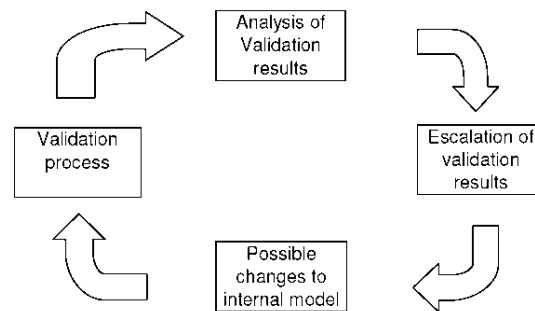 Analysis of
Validation
results
Validation
process
Escalation of
validation
results
Possible
changes to
internal model